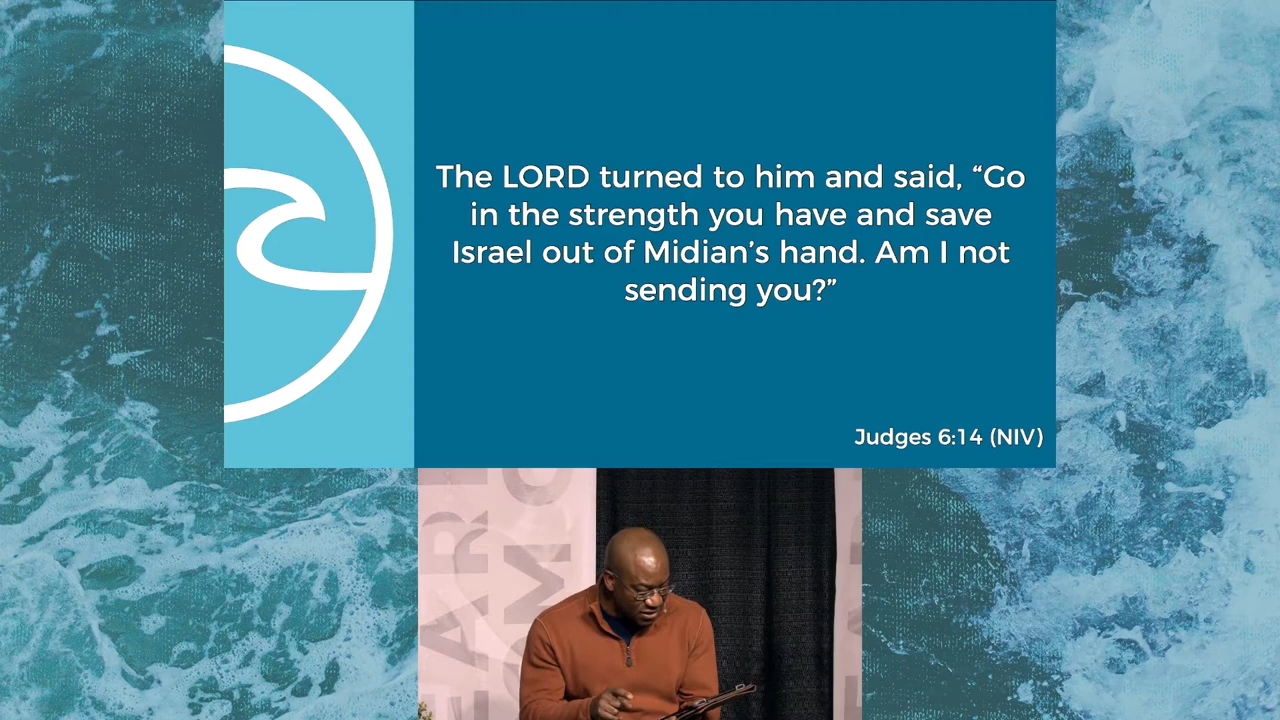 The LORD turned to him and said, “Go
in the strength you have and save
Israel out of Midian’s hand. Am I not
sending you?”
Judges 6:14 (NIV)